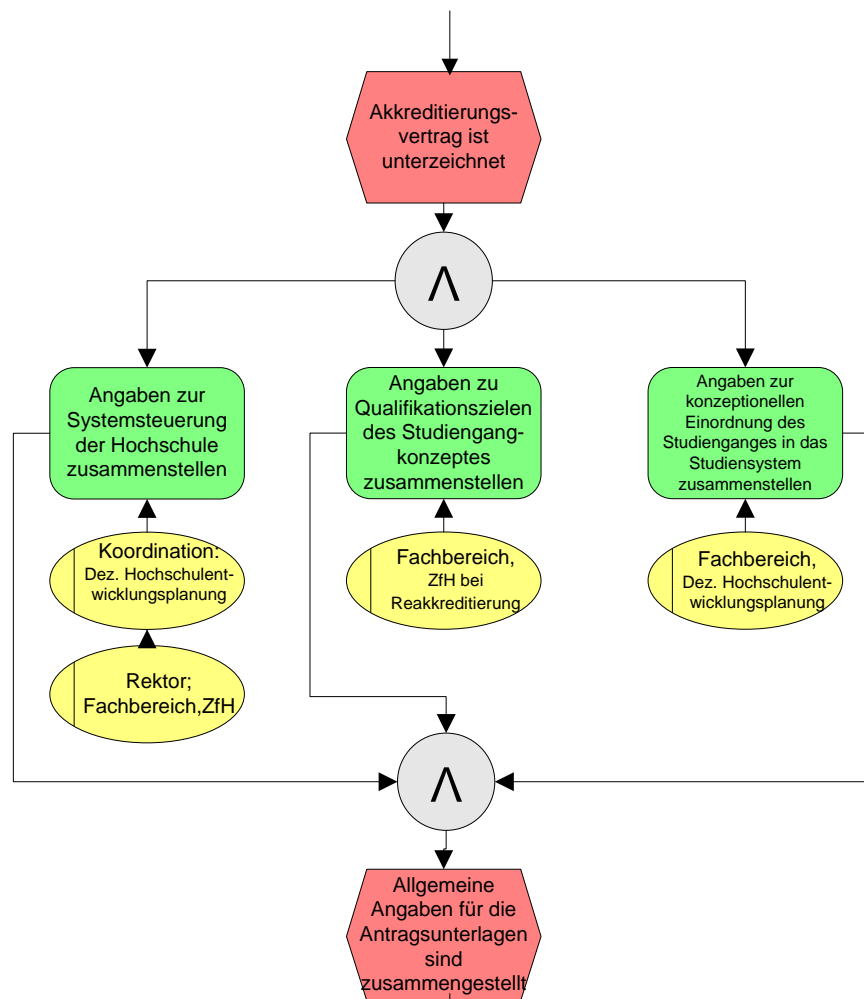 Akkreditierungs-
vertrag ist
unterzeichnet
Λ
Angaben zur
Systemsteuerung
der Hochschule
zusammenstellen
Angaben zu
Qualifikationszielen
des Studiengang-
konzeptes
zusammenstellen
Angaben zur
konzeptionellen
Einordnung des
Studienganges in das
Studiensystem
zusammenstellen
Koordination:
Dez. Hochschulent-
wicklungsplanung
Fachbereich,
ZfH bei
Reakkreditierung
Fachbereich,
Dez. Hochschulent-
wicklungsplanung
Rektor;
Fachbereich,ZfH
Λ
Allgemeine
Angaben für die
Antragsunterlagen
sind
zusammengestellt